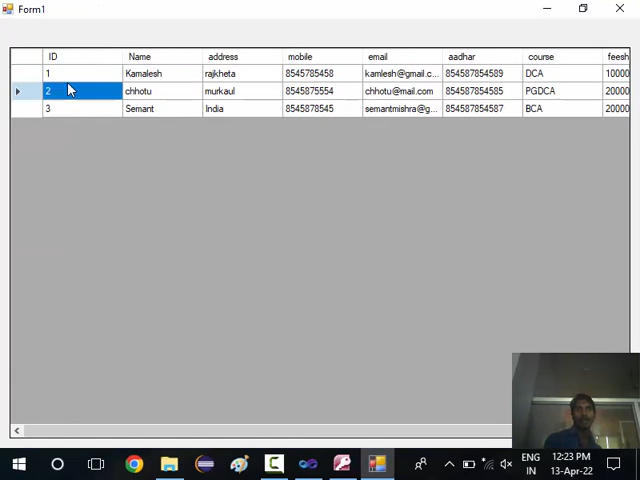 Form1
ID Name address mobile email aadhar course feesh
1 Kamalesh rajkheta 8545785458 kamlesh@gmail.c... 854587854589 DCA 10000
2 chhotu murkaul 8545875554 chhotu@mail.com 854587854585 PGDCA 20000
3 Semant India 8545878545 semantmishra@g... 854587854587 BCA 20000
ENG 12:23 PM
IN 13-Apr-22